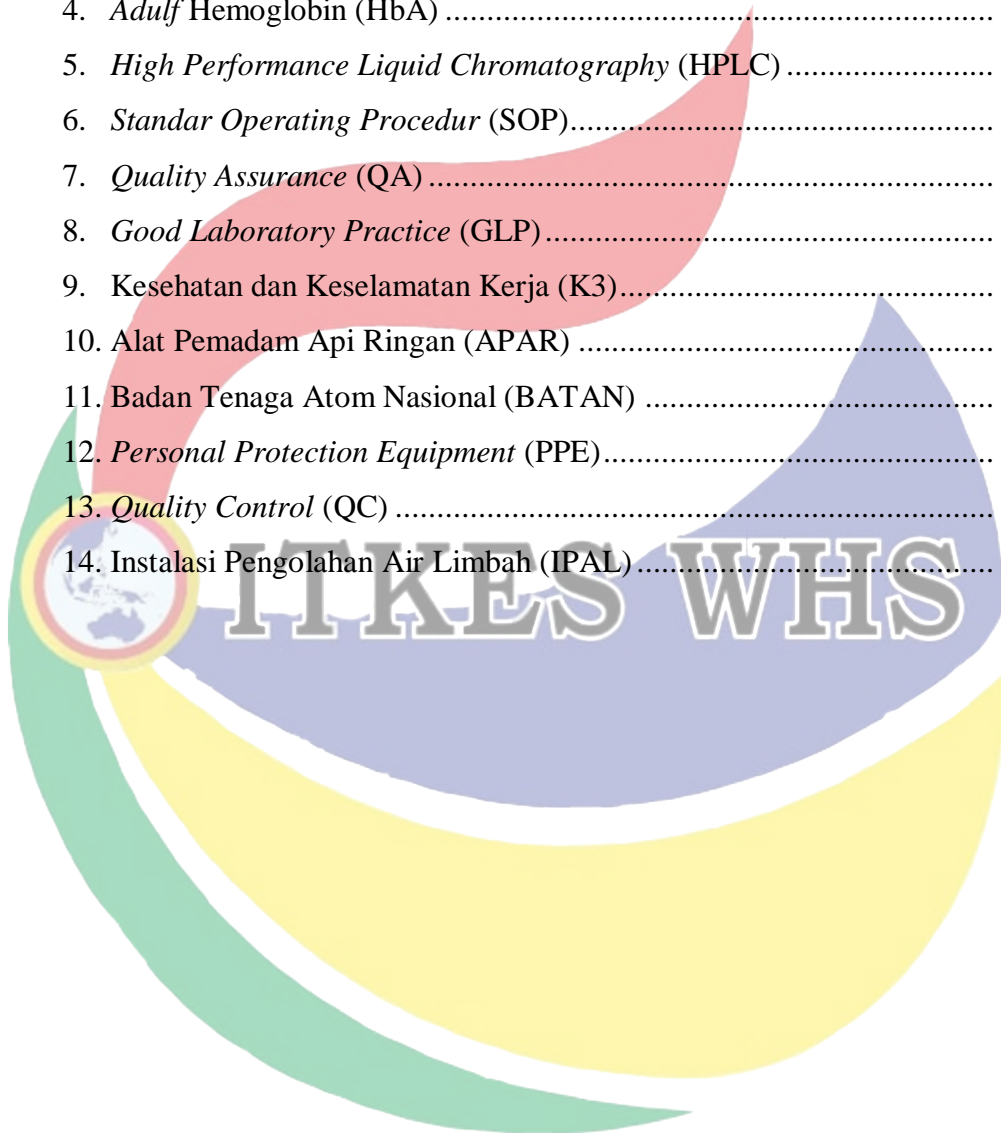 4. Adulf Hemoglobin (HbA) ........................................................................
5. High Performance Liquid Chromatography (HPLC) ...........................
6. Standar Operating Procedur (SOP)........................................................
7. Quality Assurance (QA) ..........................................................................
8. Good Laboratory Practice (GLP)............................................................
9. Kesehatan dan Keselamatan Kerja (K3)................................................
10. Alat Pemadam Api Ringan (APAR) ......................................................
11. Badan Tenaga Atom Nasional (BATAN) .............................................
12. Personal Protection Equipment (PPE)...................................................
13. Quality Control (QC) ..............................................................................
14. Instalasi Pengolahan Air Limbah (IPAL) ..............................................
ITKES WHS